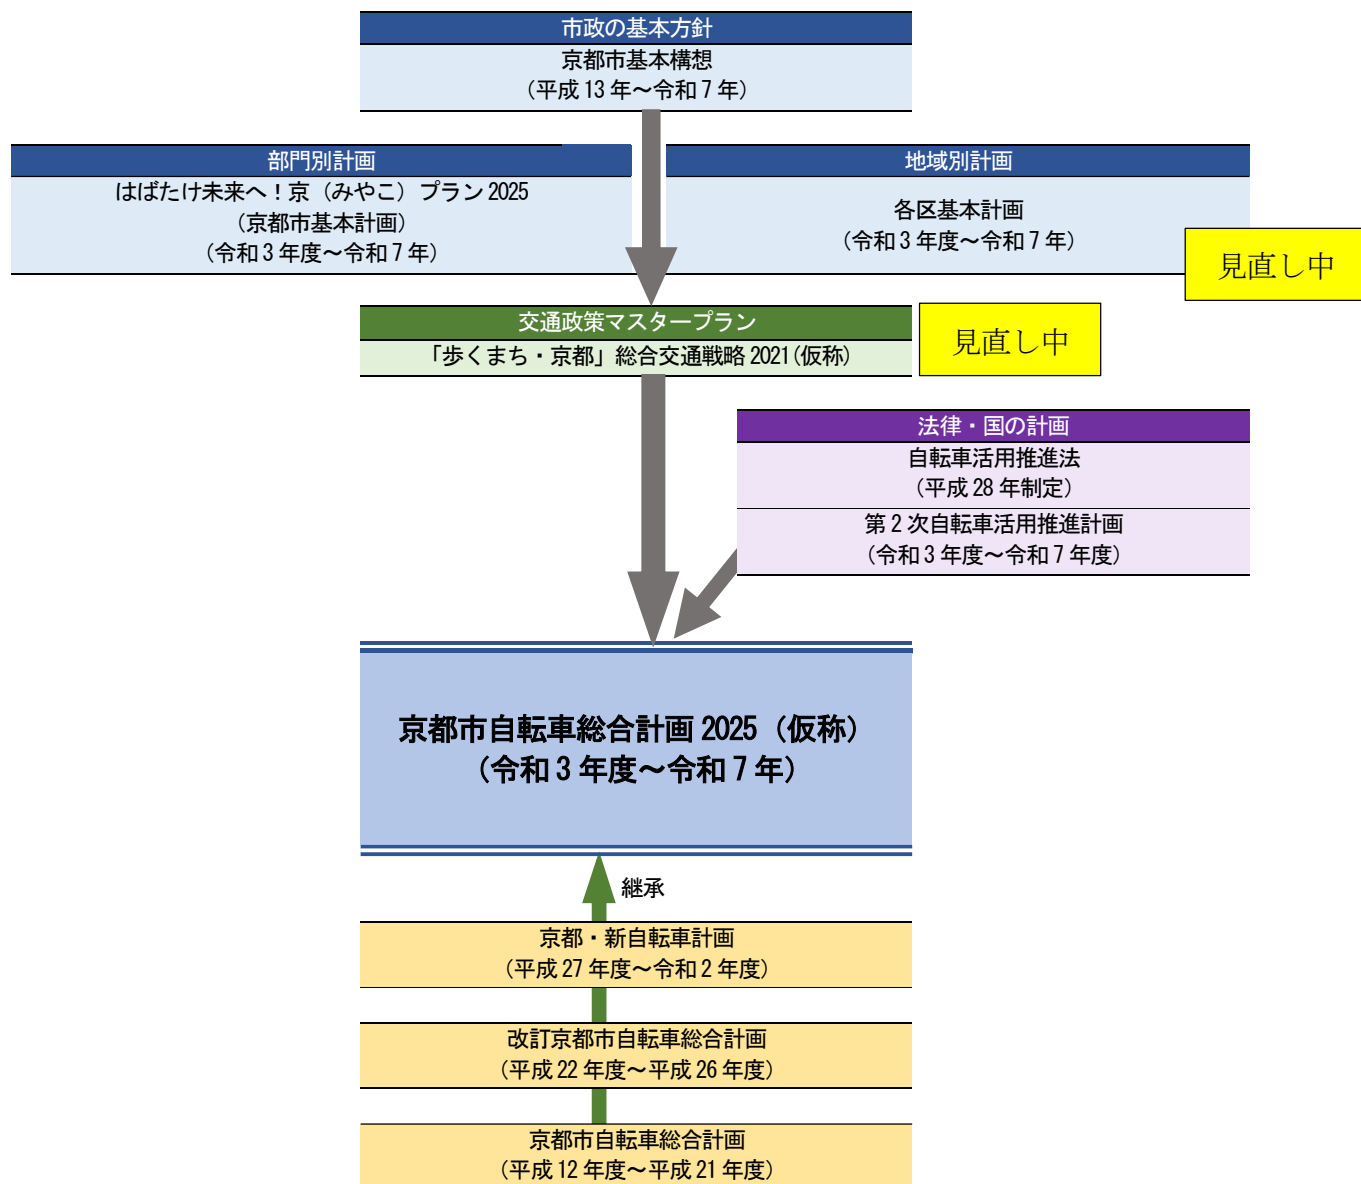 市政の基本方針
京都市基本構想
（平成 13 年～令和 7 年）
部門別計画
はばたけ未来へ！京（みやこ）プラン 2025
（京都市基本計画）
（令和 3 年度～令和 7 年）
地域別計画
各区基本計画
（令和 3 年度～令和 7 年）
見直し中
交通政策マスタープラン
「歩くまち・京都」総合交通戦略 2021(仮称)
見直し中
法律・国の計画
自転車活用推進法
（平成 28 年制定）
第 2 次自転車活用推進計画
（令和 3 年度～令和 7 年度）
京都市自転車総合計画 2025（仮称）
（令和 3 年度～令和 7 年）
継承
京都・新自転車計画
（平成 27 年度～令和 2 年度）
改訂京都市自転車総合計画
（平成 22 年度～平成 26 年度）
京都市自転車総合計画
（平成 12 年度～平成 21 年度）